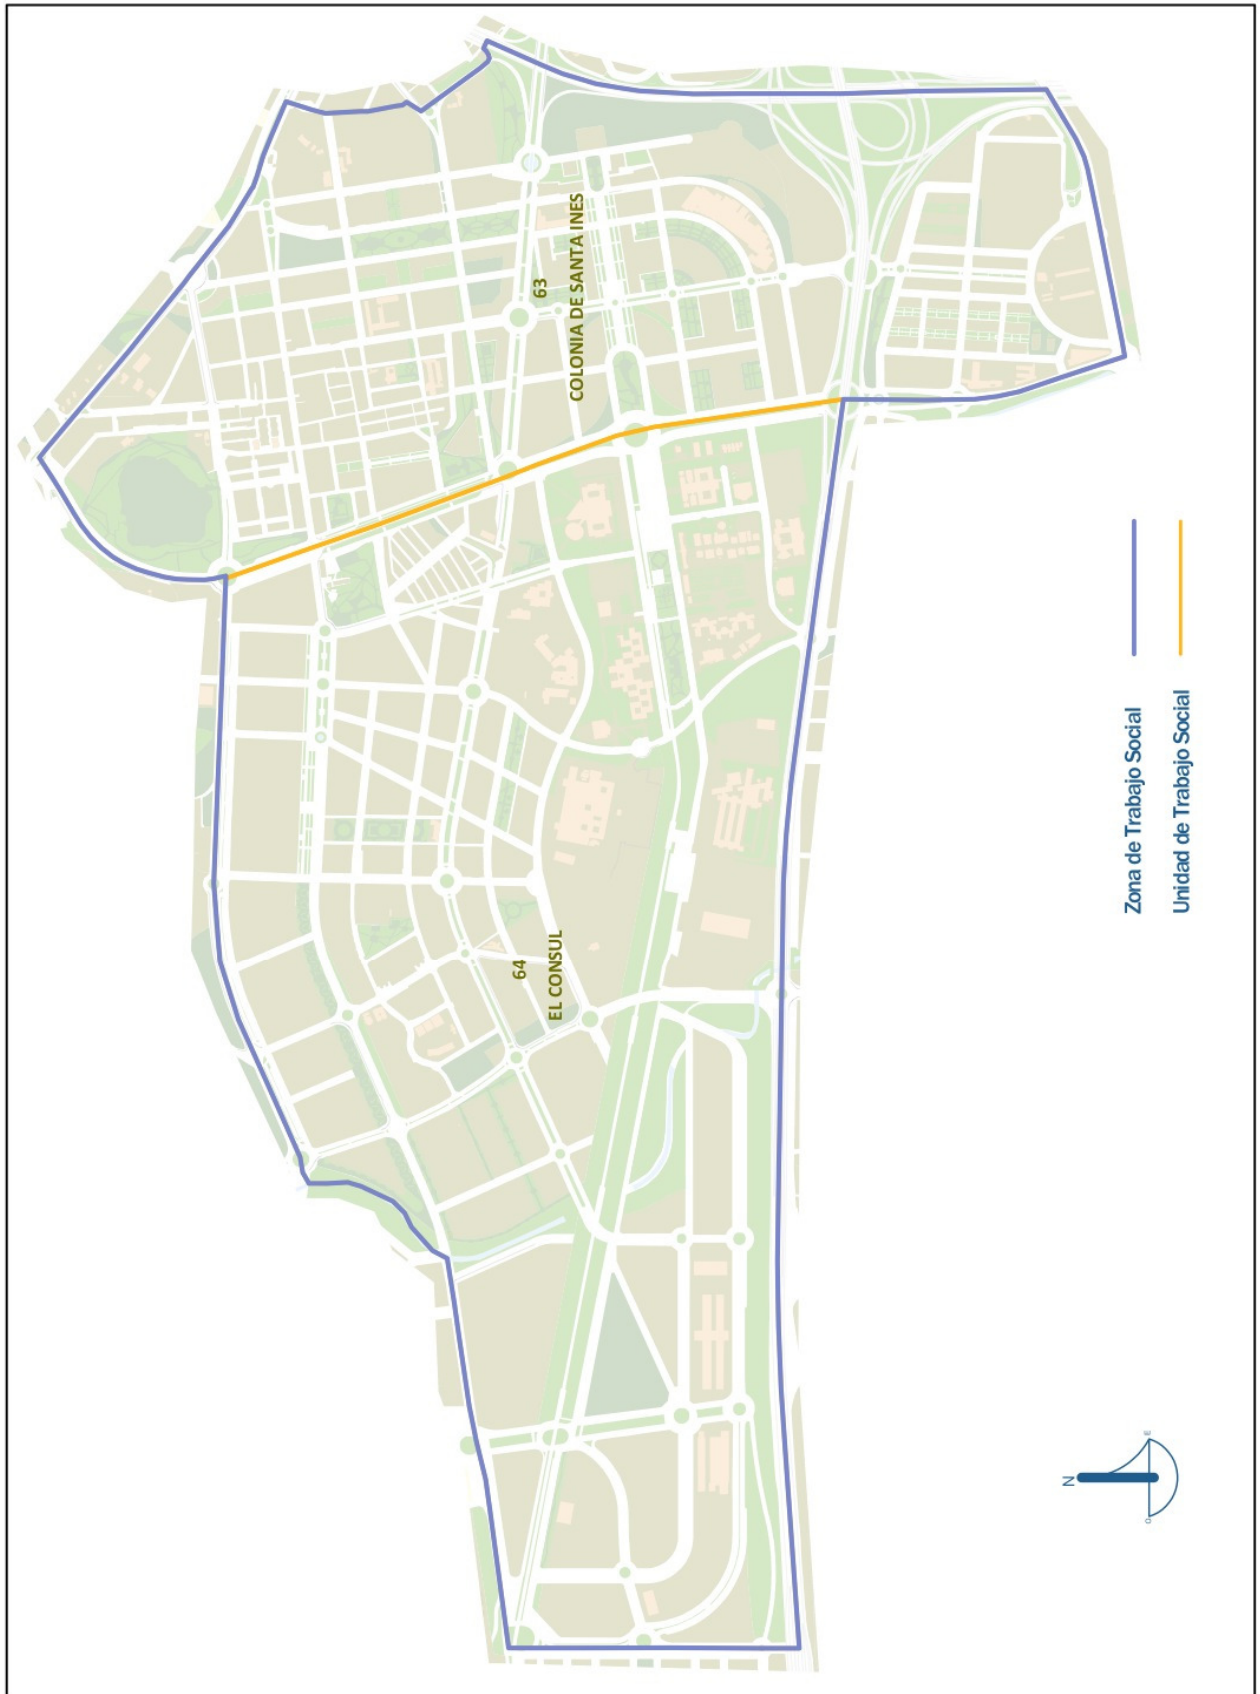 63
COLONIA DE SANTA INES
64
EL CONSUL
Zona de Trabajo Social
Unidad de Trabajo Social
N
O
E